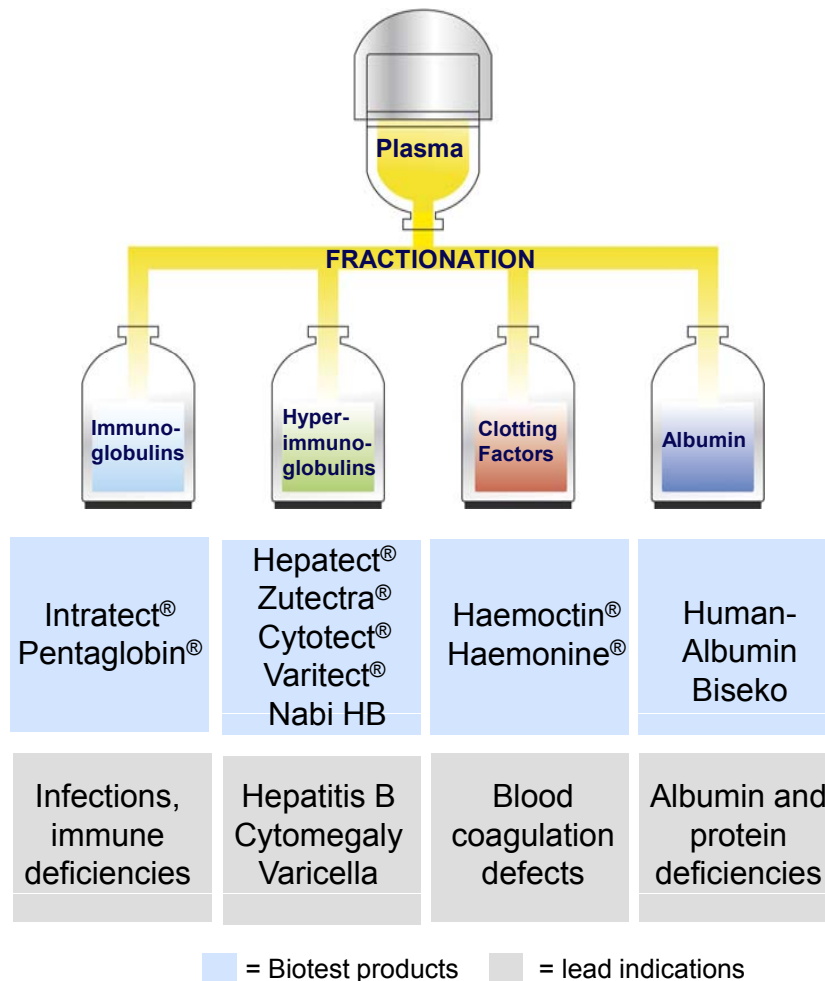 Plasma
FRACTIONATION
Immuno-
globulins
Hyper-
immuno-
globulins
Clotting
Factors
Albumin
Intratect®
Pentaglobin®
Hepatect®
Zutectra®
Cytotect®
Varitect®
Nabi HB
Haemoctin®
Haemonine®
Human-
Albumin
Biseko
Infections,
immune
deficiencies
Hepatitis B
Cytomegaly
Varicella
Blood
coagulation
defects
Albumin and
protein
deficiencies
= Biotest products
= lead indications